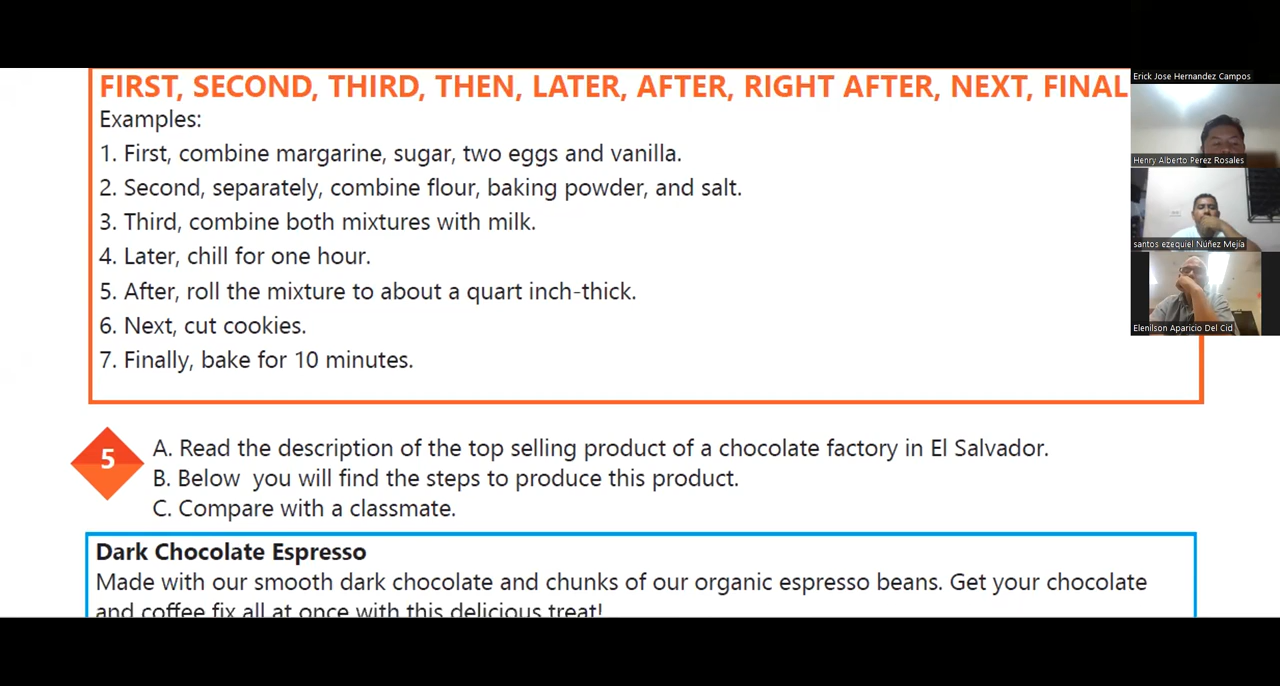 FIRST, SECOND, THIRD, THEN, LATER, AFTER, RIGHT AFTER, NEXT, FINAL
Examples:
1. First, combine margarine, sugar, two eggs and vanilla.
2. Second, separately, combine flour, baking powder, and salt.
3. Third, combine both mixtures with milk.
4. Later, chill for one hour.
5. After, roll the mixture to about a quart inch-thick.
6. Next, cut cookies.
7. Finally, bake for 10 minutes.
5
A. Read the description of the top selling product of a chocolate factory in El Salvador.
B. Below you will find the steps to produce this product.
C. Compare with a classmate.
Dark Chocolate Espresso
Made with our smooth dark chocolate and chunks of our organic espresso beans. Get your chocolate
and coffee fix all at once with this delicious treat!
Erick Jose Hernandez Campos
Henry Alberto Perez Rosales
santos ezequiel Núñez Mejía
Elenilson Aparicio Del Cid